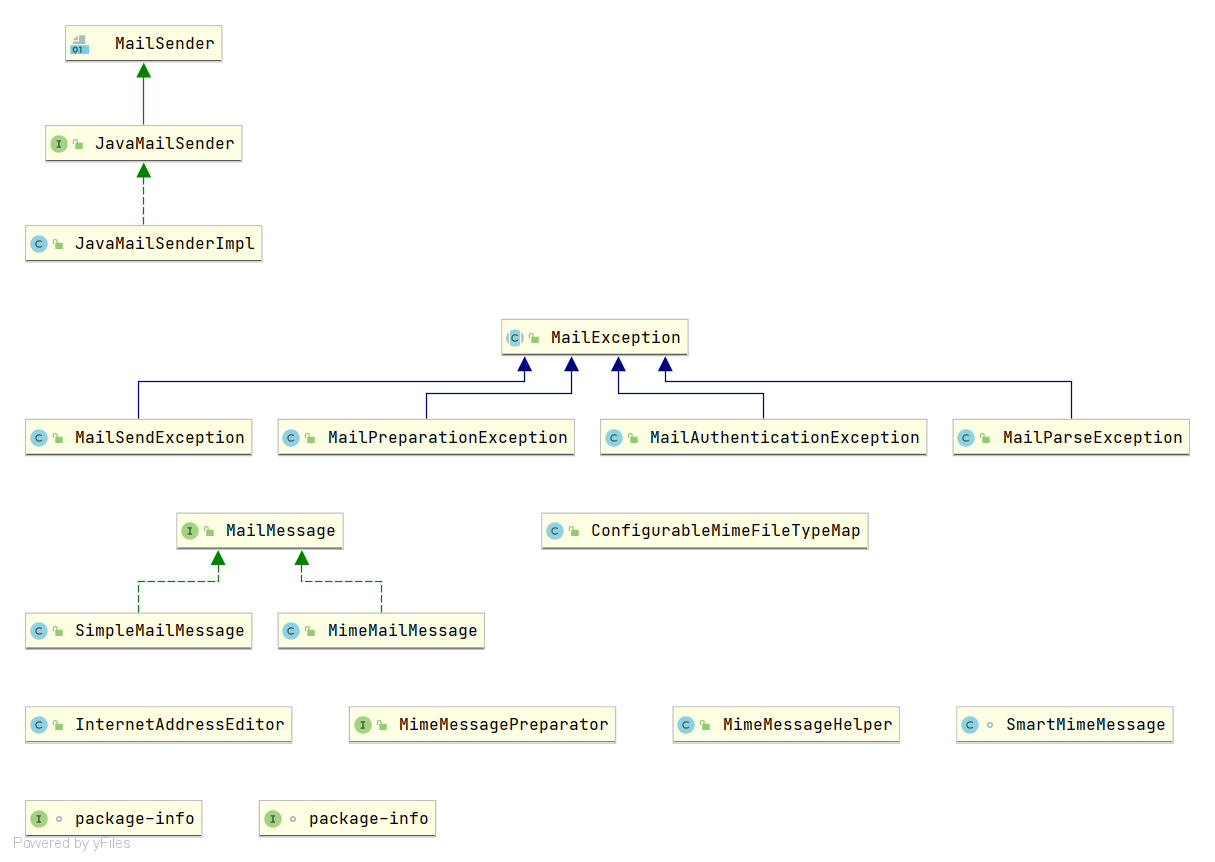 MailSender
JavaMailSender
JavaMailSenderImpl
MailException
MailSendException
MailPreparationException
MailAuthenticationException
MailParseException
MailMessage
ConfigurableMimeFileTypeMap
SimpleMailMessage
MimeMailMessage
InternetAddressEditor
MimeMessagePreparator
MimeMessageHelper
SmartMimeMessage
package-info
package-info
Powered by yFiles